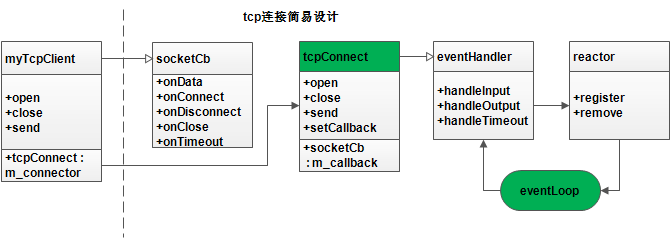 tcp连接简易设计
myTcpClient
+open
+close
+send
+tcpConnect :
m_connector
socketCb
+onData
+onConnect
+onDisconnect
+onClose
+onTimeout
tcpConnect
+open
+close
+send
+setCallback
+socketCb
: m_callback
eventHandler
+handleInput
+handleOutput
+handleTimeout
reactor
+register
+remove
eventLoop